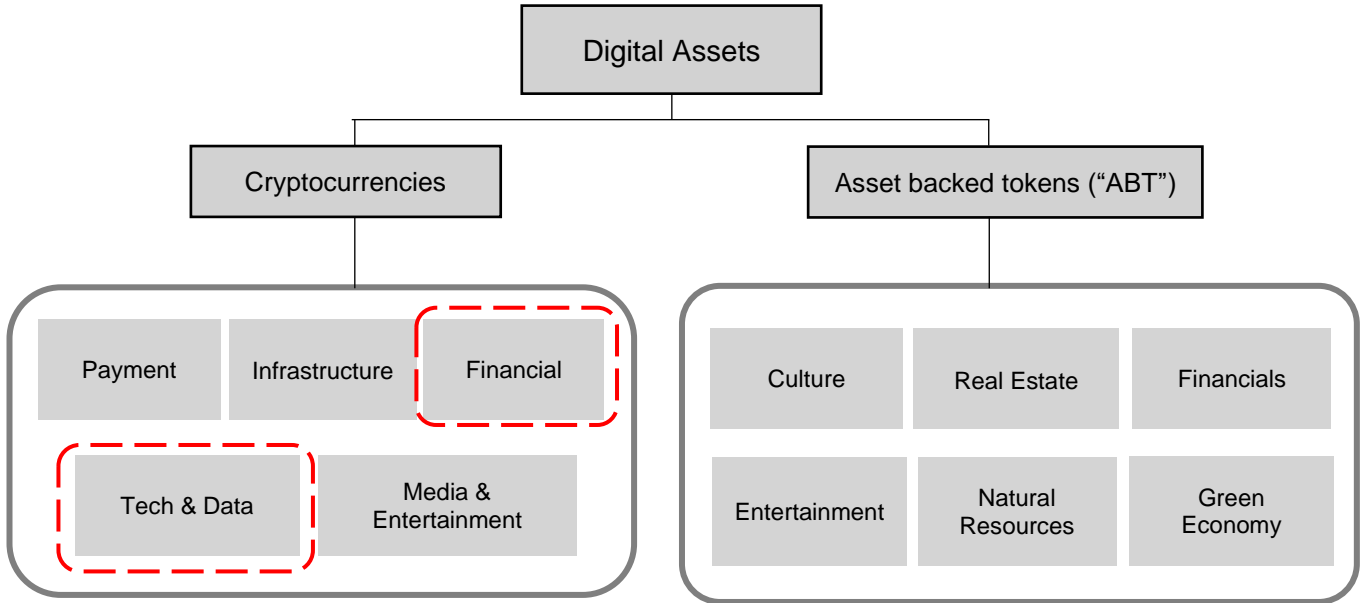 Digital Assets
Cryptocurrencies
Asset backed tokens (“ABT”)
Payment
Infrastructure
Financial
Tech & Data
Media &
Entertainment
Culture
Real Estate
Financials
Entertainment
Natural
Resources
Green
Economy